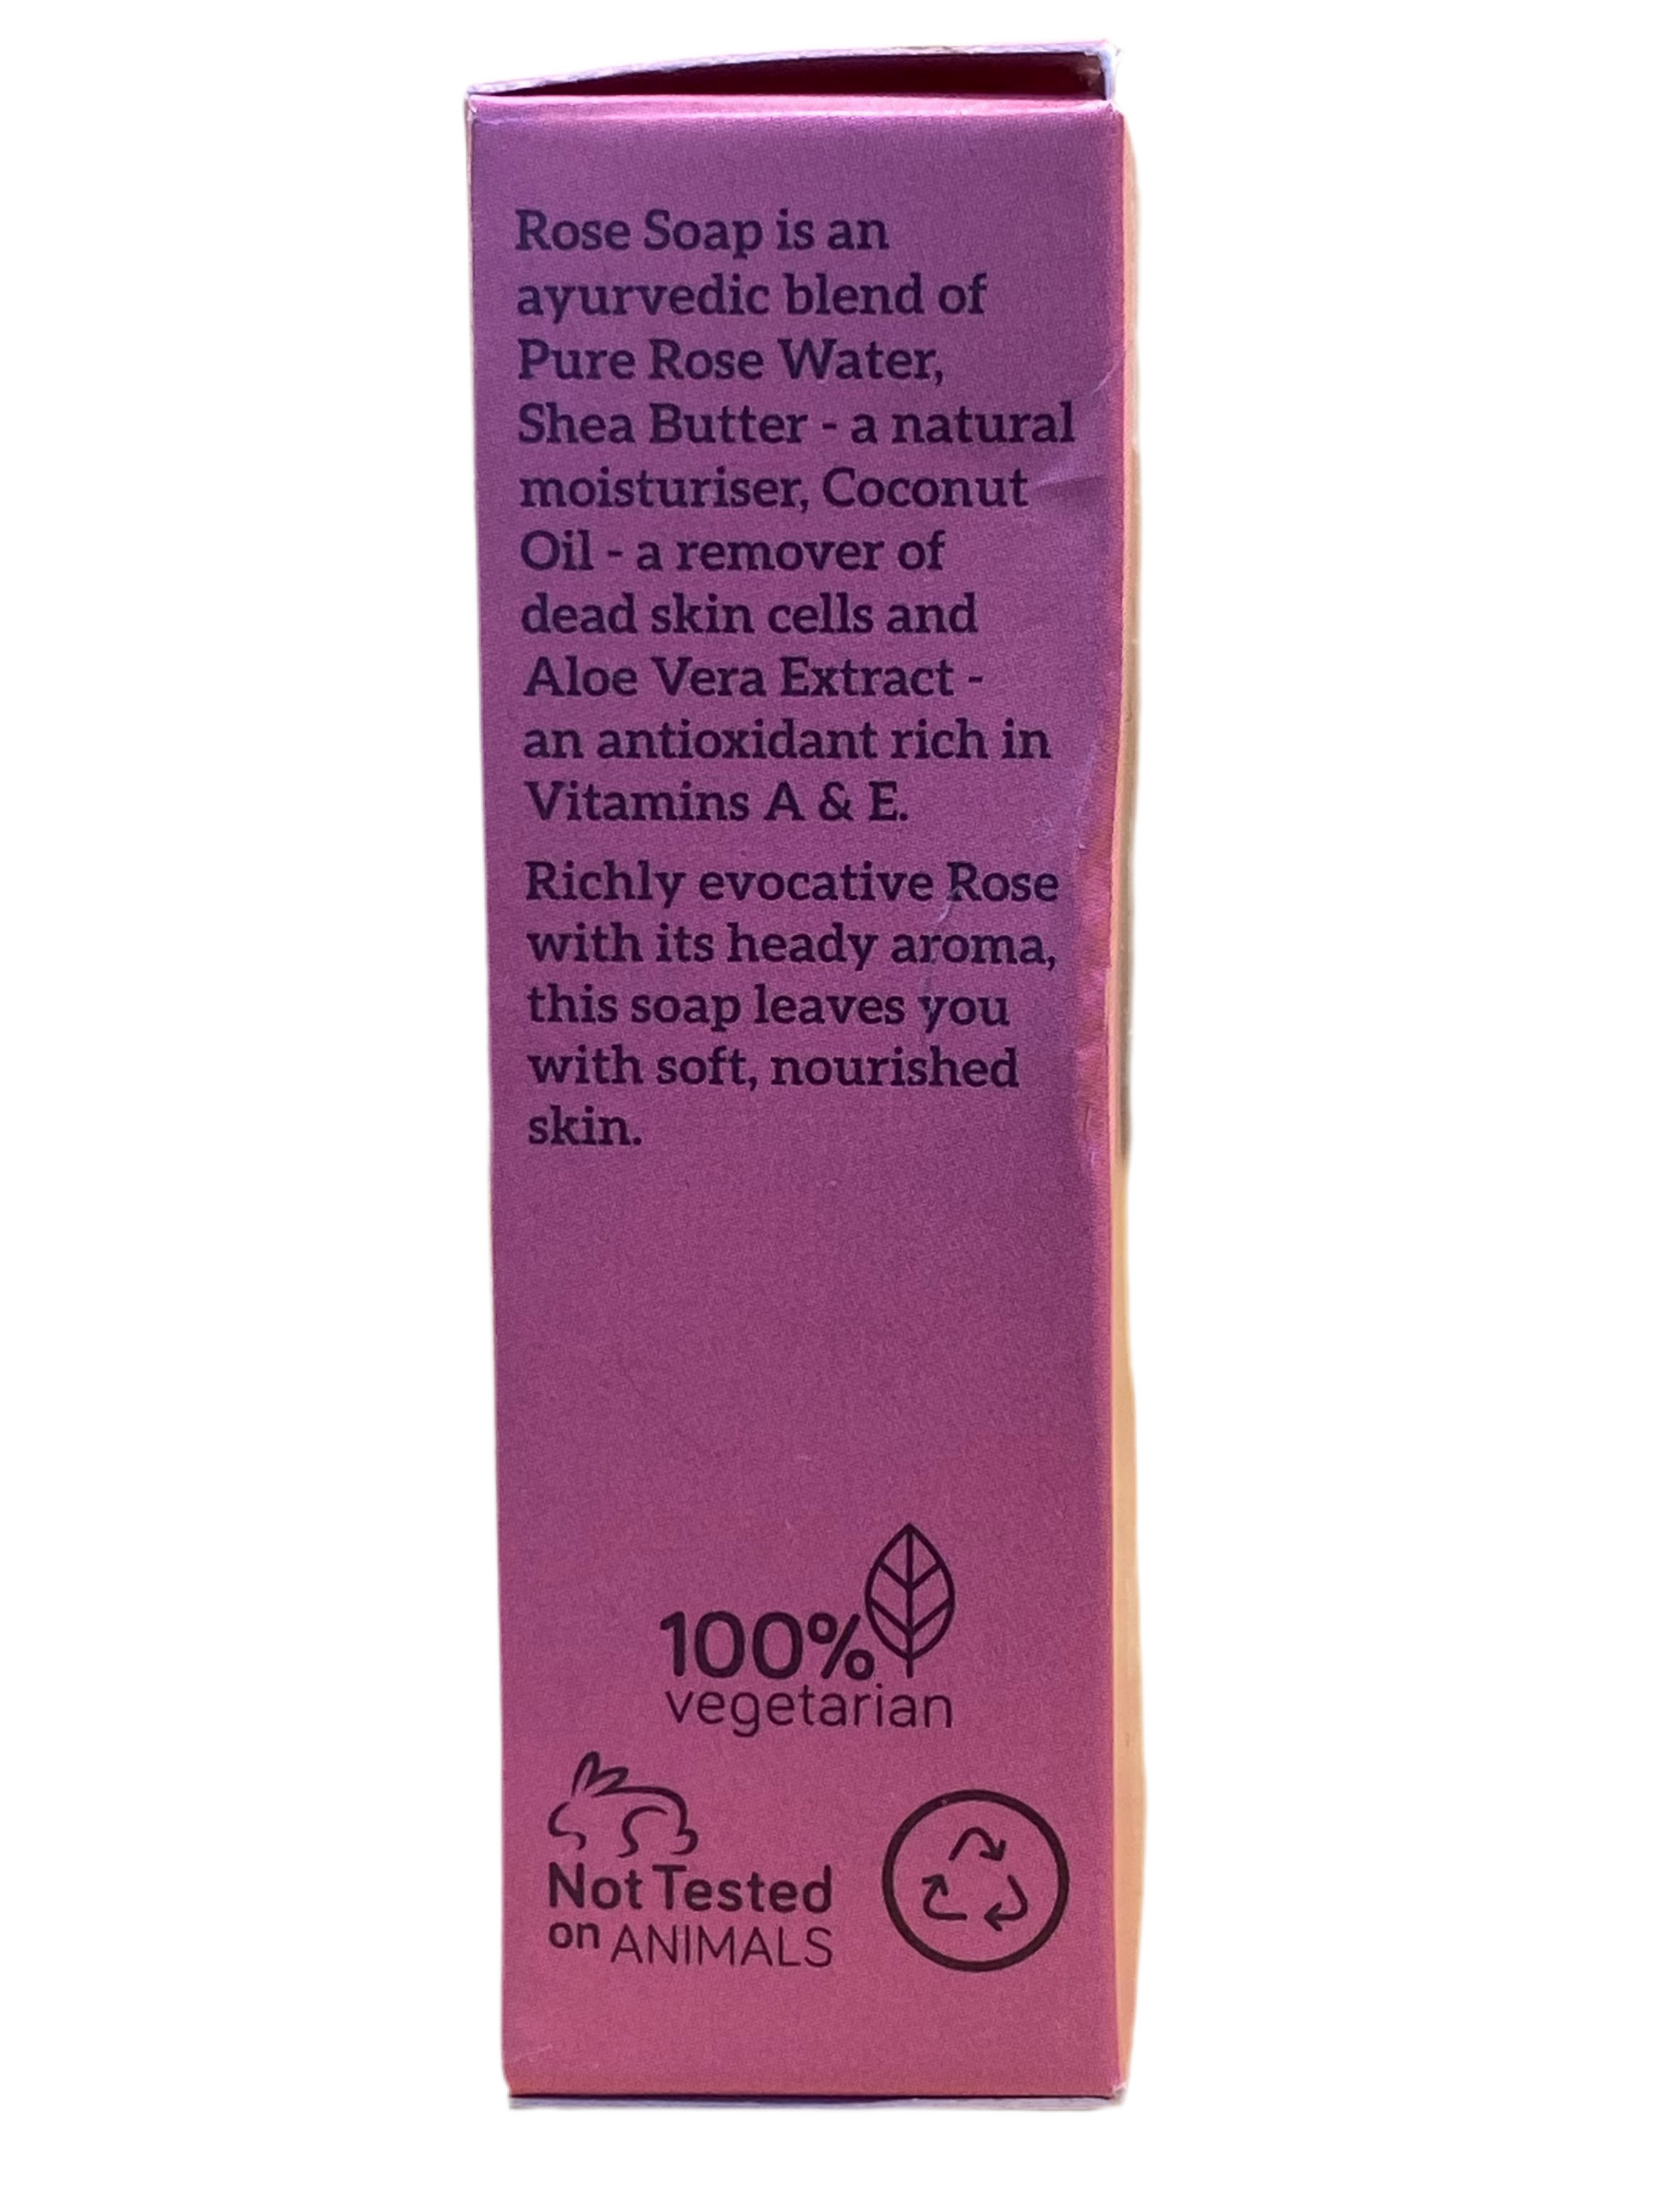 Rose Soap is an
ayurvedic blend of
Pure Rose Water,
Shea Butter - a natural
moisturiser, Coconut
Oil - a remover of
dead skin cells and
Aloe Vera Extract -
an antioxidant rich in
Vitamins A & E.
Richly evocative Rose
with its heady aroma,
this soap leaves you
with soft, nourished
skin.
100%
vegetarian
Not Tested
on ANIMALS